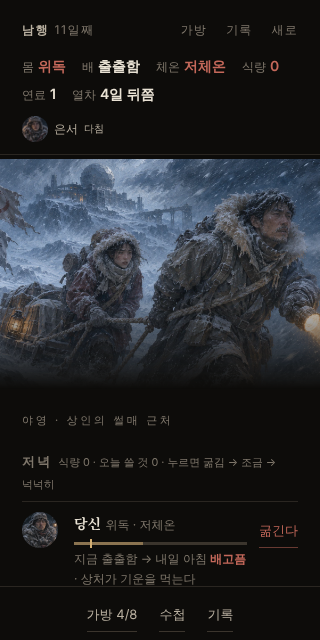 남행 11일째 가방 기록 새로
몸 위독 배 출출함 체온 저체온 식량 0
연료 1 열차 4일 뒤쯤
은서 다침
야영 · 상인의 썰매 근처
저녁 식량 0 · 오늘 쓸 것 0 · 누르면 굶김 → 조금 →
넉넉히
당신 위독 · 저체온
굶긴다
지금 출출함 → 내일 아침 배고픔
· 상처가 기운을 먹는다
가방 4/8 수첩 기록